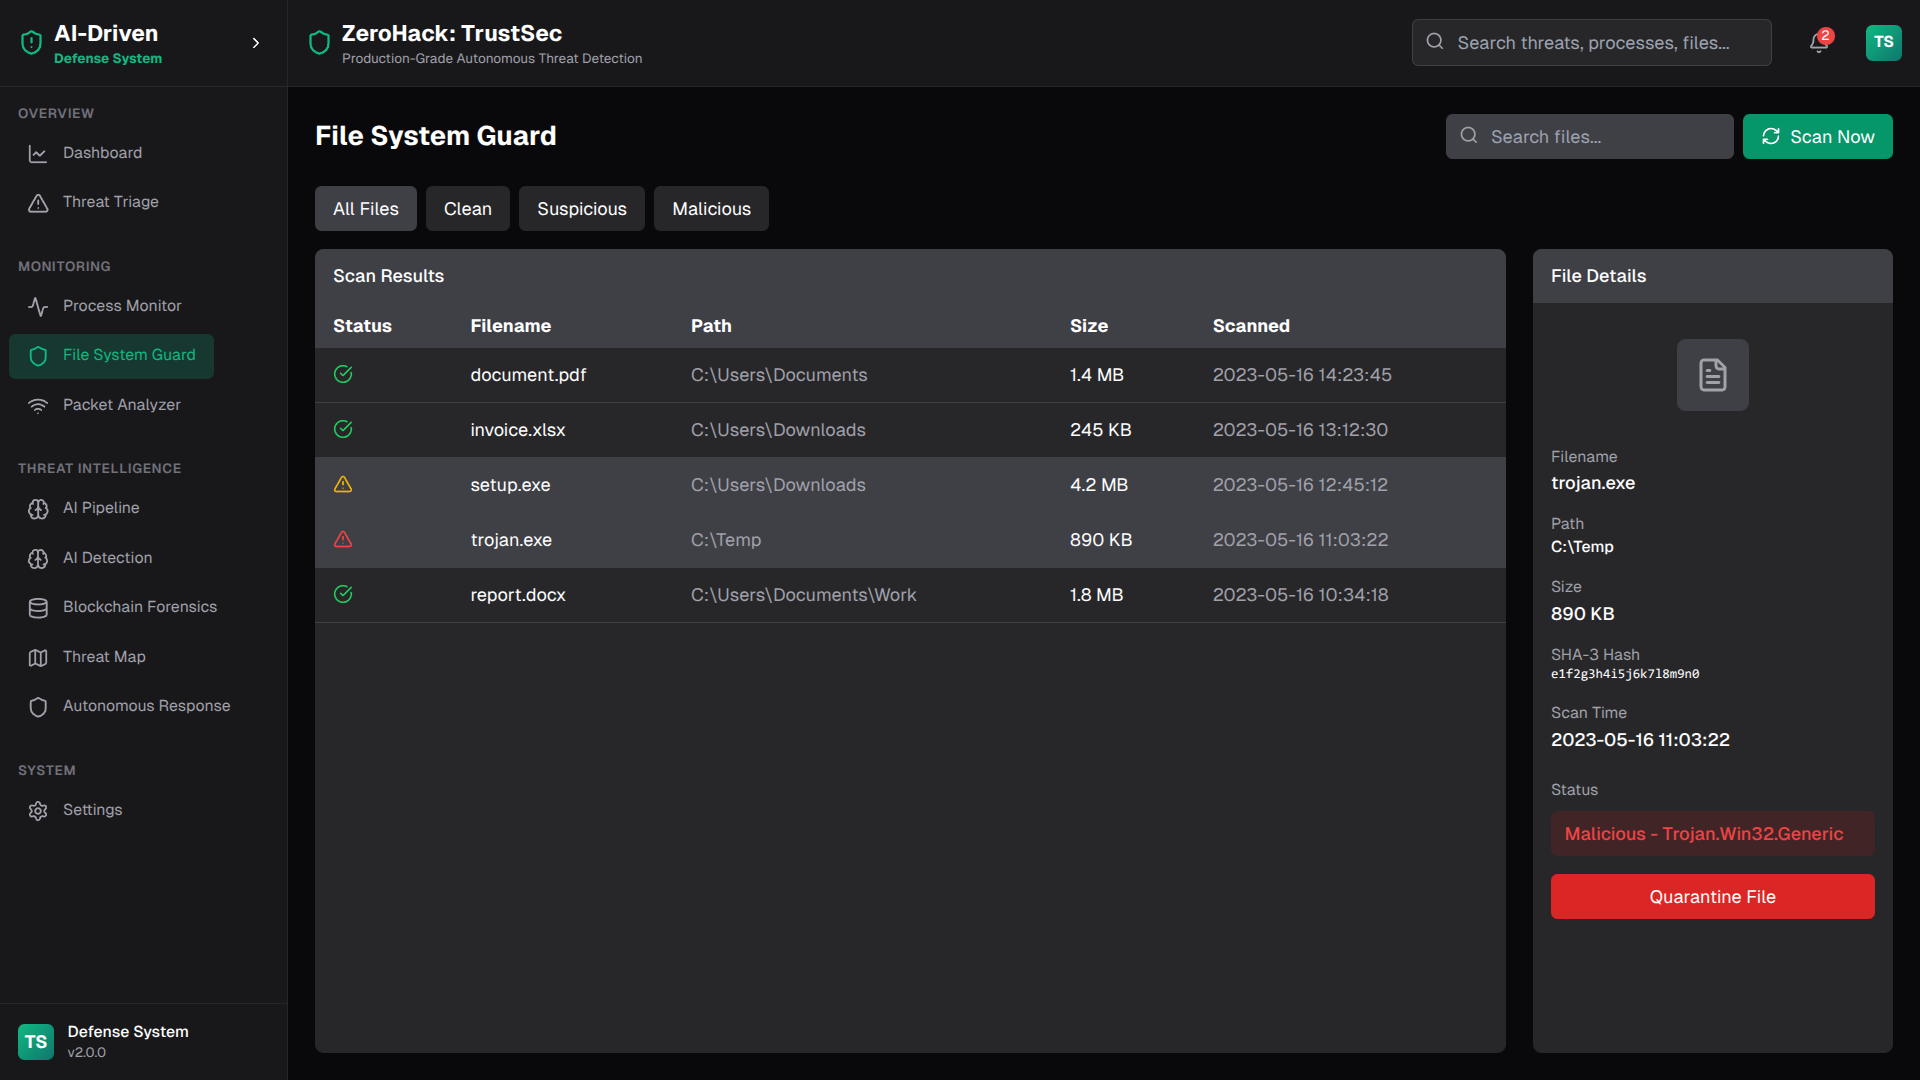 AI-Driven
Defense System
ZeroHack: TrustSec
Production-Grade Autonomous Threat Detection
Search threats, processes, files...
2
TS
OVERVIEW
Dashboard
Threat Triage
MONITORING
Process Monitor
File System Guard
Packet Analyzer
THREAT INTELLIGENCE
AI Pipeline
AI Detection
Blockchain Forensics
Threat Map
Autonomous Response
SYSTEM
Settings
TS
Defense System
v2.0.0
File System Guard
Search files...
Scan Now
All Files Clean Suspicious Malicious
Scan Results
Status Filename Path Size Scanned
document.pdf C:\Users\Documents 1.4 MB 2023-05-16 14:23:45
invoice.xlsx C:\Users\Downloads 245 KB 2023-05-16 13:12:30
setup.exe C:\Users\Downloads 4.2 MB 2023-05-16 12:45:12
trojan.exe C:\Temp 890 KB 2023-05-16 11:03:22
report.docx C:\Users\Documents\Work 1.8 MB 2023-05-16 10:34:18
File Details
Filename
trojan.exe
Path
C:\Temp
Size
890 KB
SHA-3 Hash
e1f2g3h4i5j6k7l8m9n0
Scan Time
2023-05-16 11:03:22
Status
Malicious - Trojan.Win32.Generic
Quarantine File